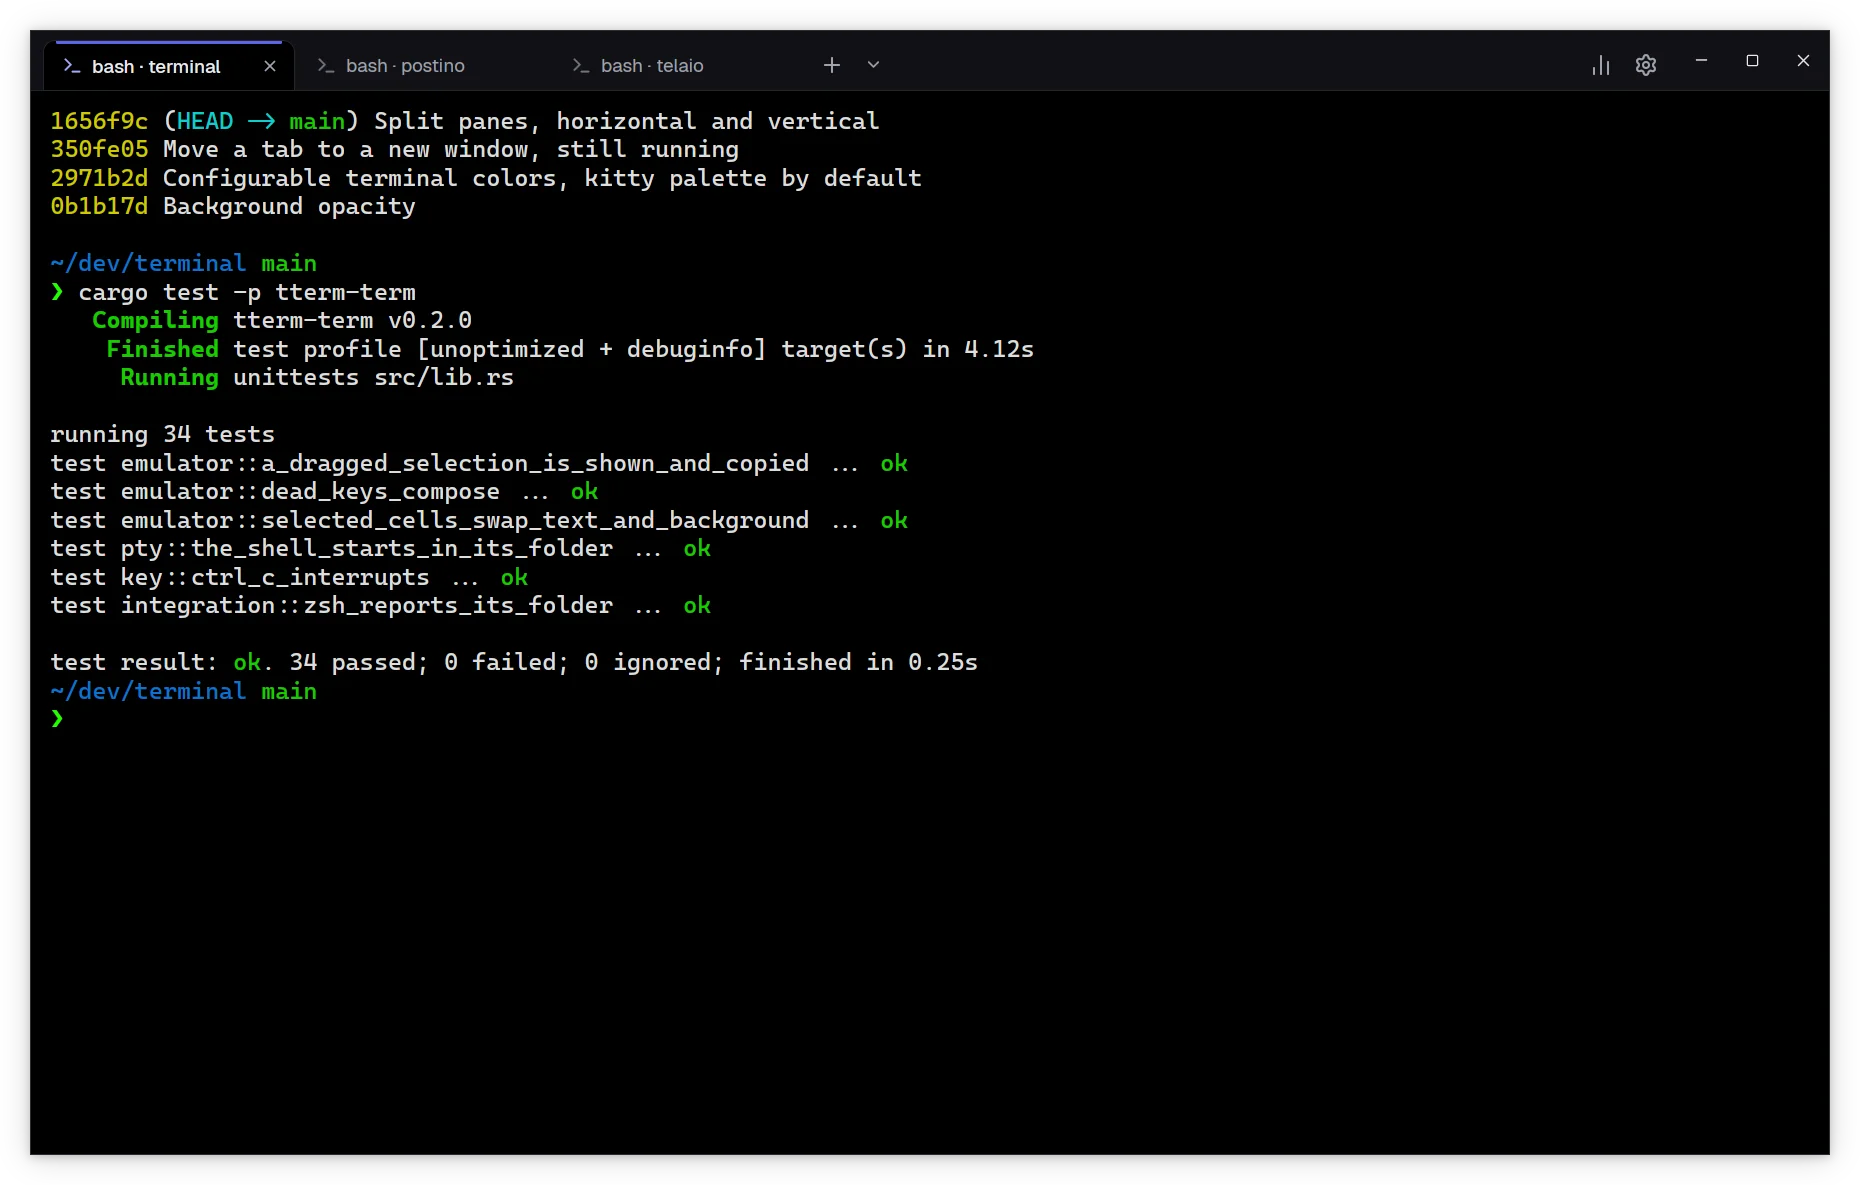 bash · terminal
bash · postino
bash · telaio
1656f9c (HEAD -> main) Split panes, horizontal and vertical
350fe05 Move a tab to a new window, still running
2971b2d Configurable terminal colors, kitty palette by default
0b1b17d Background opacity
~/dev/terminal main
❯ cargo test -p tterm-term
Compiling tterm-term v0.2.0
Finished test profile [unoptimized + debuginfo] target(s) in 4.12s
Running unittests src/lib.rs
running 34 tests
test emulator::a_dragged_selection_is_shown_and_copied ... ok
test emulator::dead_keys_compose ... ok
test emulator::selected_cells_swap_text_and_background ... ok
test pty::the_shell_starts_in_its_folder ... ok
test key::ctrl_c_interrupts ... ok
test integration::zsh_reports_its_folder ... ok
test result: ok. 34 passed; 0 failed; 0 ignored; finished in 0.25s
~/dev/terminal main
❯